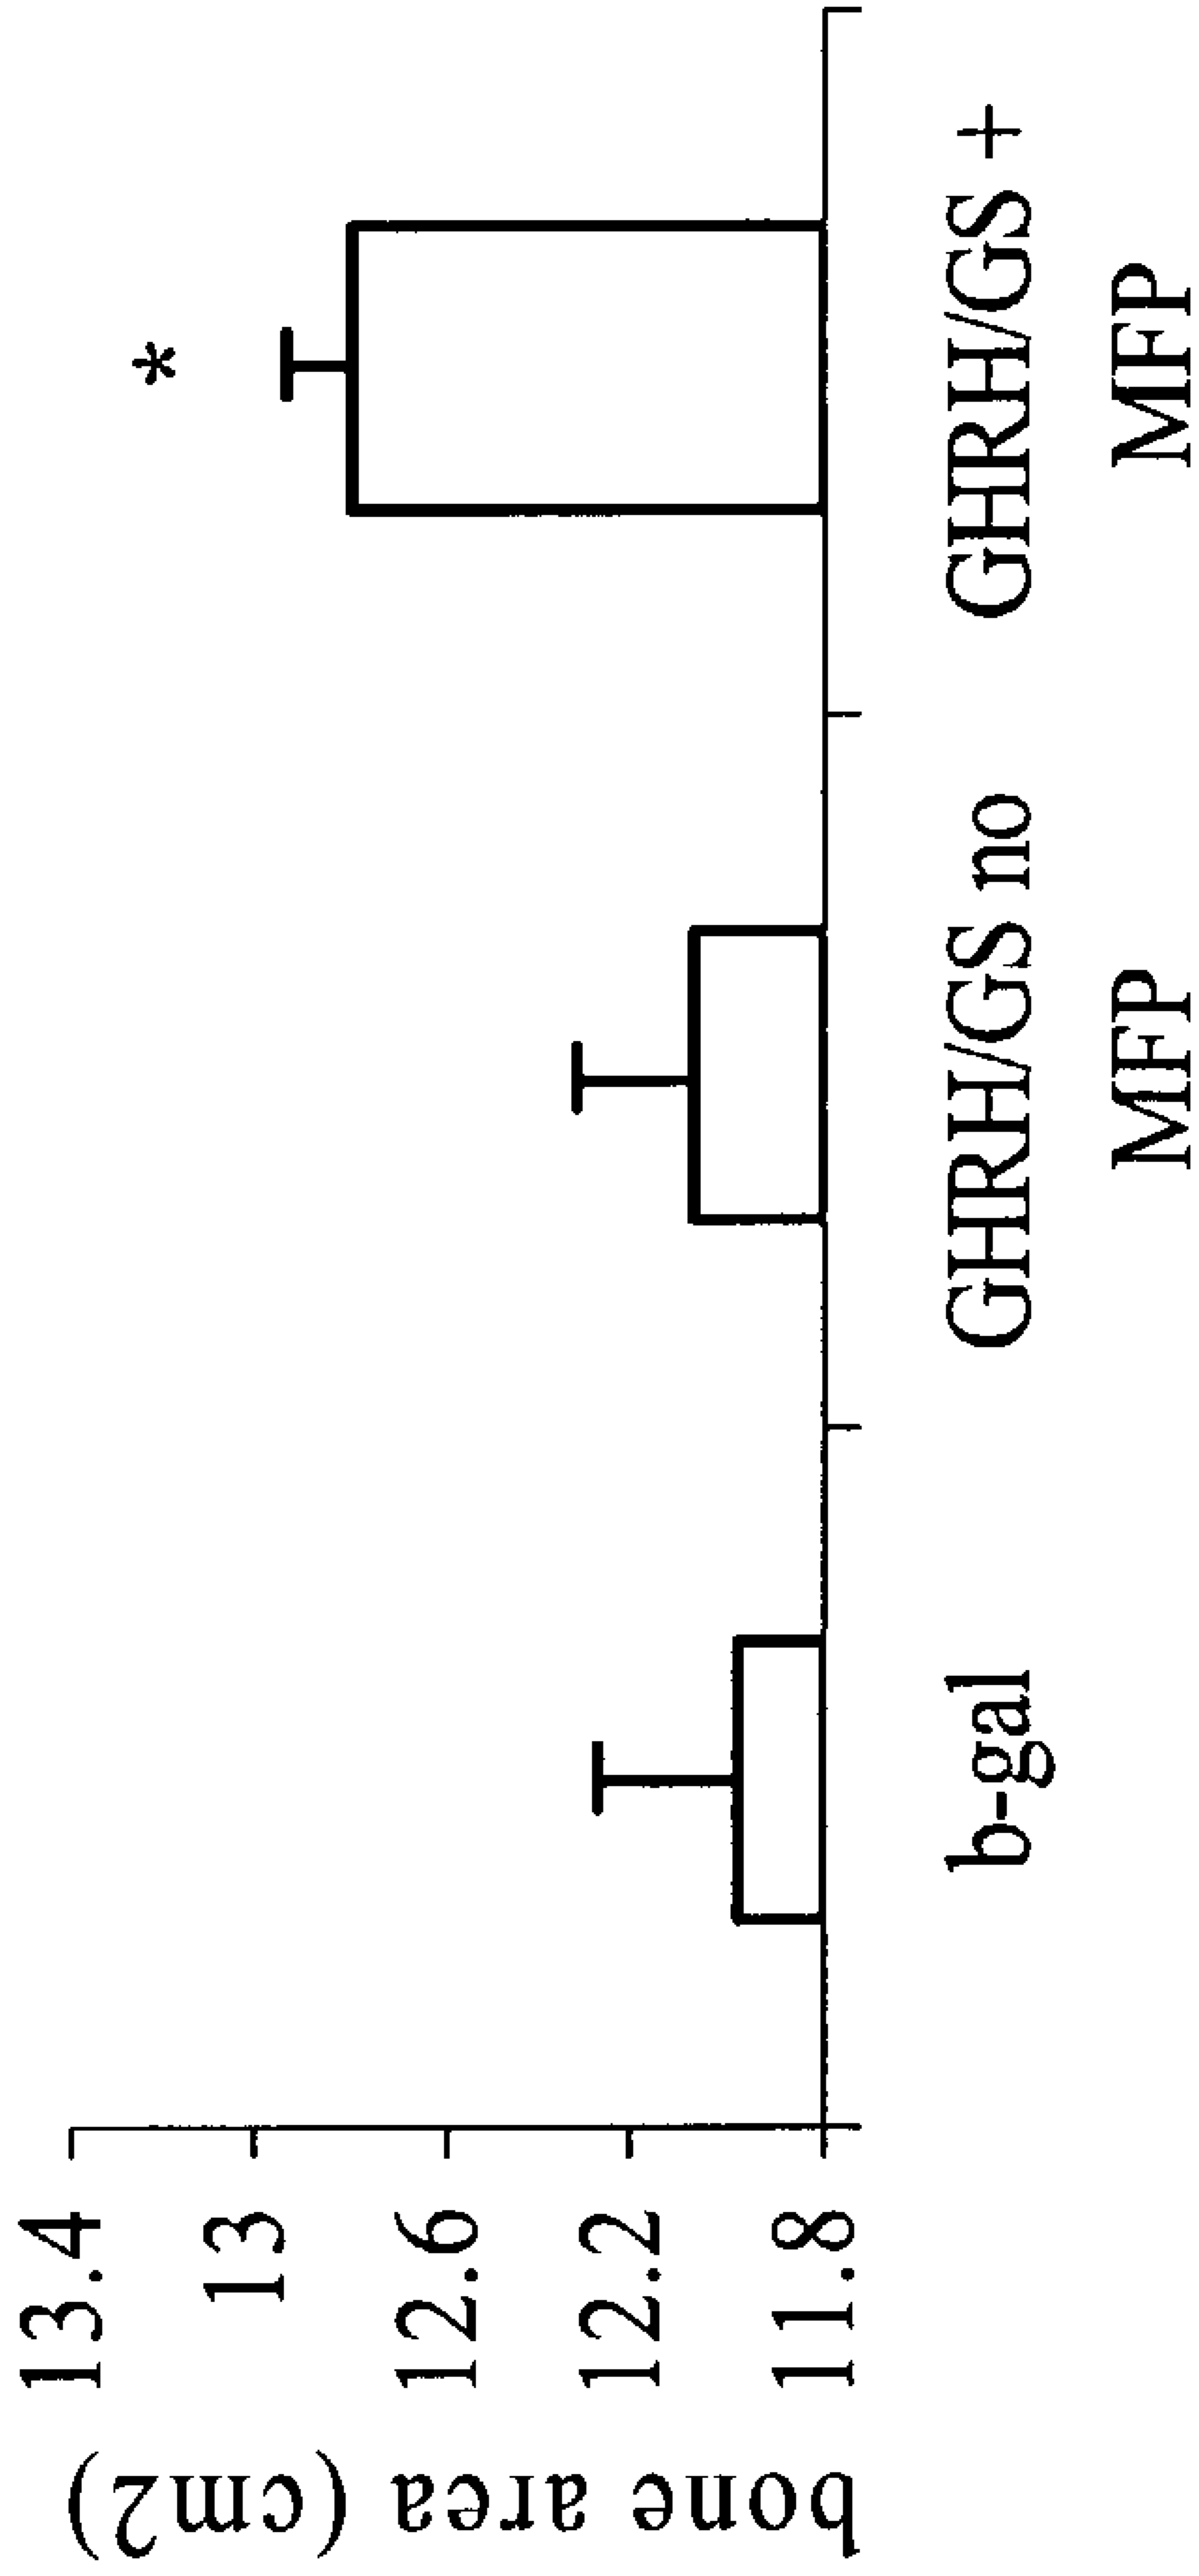 bone area (cm2)
13.4
13
12.6
12.2
11.8
*
b-gal
GHRH/GS no
MFP
GHRH/GS +
MFP